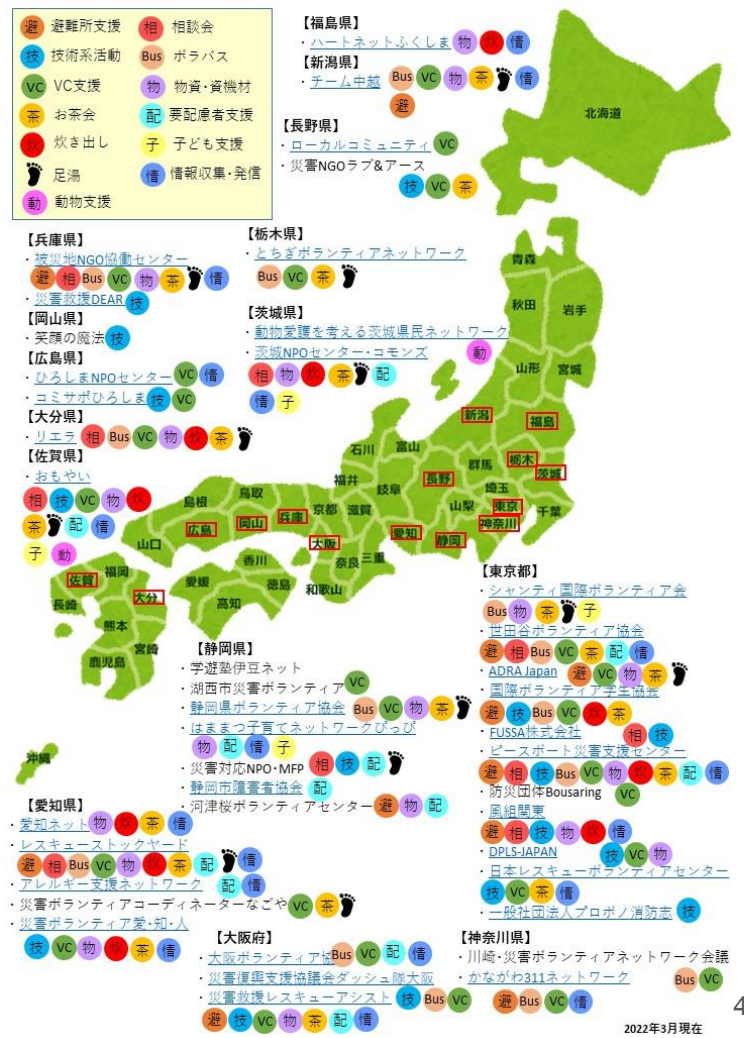 避 避難所支援 相 相談会
技 技術系活動 Bus ボラバス
VC VC支援 物 物資・資機材
茶 お茶会 配 要配慮者支援
炊 炊き出し 子 子ども支援
足湯 情 情報収集・発信
動 動物支援
【福島県】
・ハートネットふくしま 物 炊 情
【新潟県】
・チーム中越 Bus VC 物 茶 情
避
【長野県】
・ローカルコミュニティ VC
・災害NGOラブ&アース
技 VC 茶
【兵庫県】
・被災地NGO協働センター
避 相 Bus VC 物 茶 情
・災害救援DEAR 技
【岡山県】
・笑顔の魔法 技
【広島県】
・ひろしまNPOセンター VC 情
・コミサポひろしま 技 VC
【大分県】
・リエラ 相 Bus VC 物 炊 茶
【佐賀県】
・おもやい
相 技 VC 物 炊
茶 配 情
子 動
【栃木県】
・とちぎボランティアネットワーク
Bus VC 茶
【茨城県】
・動物愛護を考える茨城県民ネットワーク
動
・茨城NPOセンター・コモンズ
相 物 炊 茶 配
情 子
北海道
青森
秋田 岩手
山形 宮城
新潟 福島
石川 富山 群馬 栃木 茨城
福井 岐阜 長野 埼玉
山梨 東京 千葉
神奈川
島根 鳥取 兵庫 京都 滋賀 愛知 静岡
山口 広島 岡山 大阪 奈良 三重
和歌山
香川
愛媛 徳島
高知
佐賀 福岡 大分
長崎 熊本 宮崎
鹿児島
沖縄
【静岡県】
・学遊塾伊豆ネット
・湖西市災害ボランティア VC
・静岡県ボランティア協会 Bus VC 物 茶
・はままつ子育てネットワークぴっぴ
物 配 情 子
・災害対応NPO・MFP 相 技 配
・静岡市障害者協会 配
・河津桜ボランティアセンター 避 物 配
【東京都】
・シャンティ国際ボランティア会
Bus 物 茶 子
・世田谷ボランティア協会
避 相 Bus VC 茶 配 情
・ADRA Japan 避 VC 物 茶
・国際ボランティア学生協会
避 技 Bus VC 炊 茶
・FUSSA株式会社 相 技
・ピースボート災害支援センター
避 相 技 Bus VC 物 炊 茶 配 情
・防災団体Bousaring VC
・風組関東
避 相 技 物 炊 情
・DPLS-JAPAN 技 VC 物
・日本レスキューボランティアセンター
技 VC 茶 情
・一般社団法人プロボノ消防志 技
【愛知県】
・愛知ネット 物 炊 茶 情
・レスキューストックヤード
避 相 Bus VC 物 炊 茶 配 情
・アレルギー支援ネットワーク 配 情
・災害ボランティアコーディネーターなごや VC 茶
・災害ボランティア愛・知・人
技 VC 物 炊 茶 情
【大阪府】
・大阪ボランティア協 Bus VC 配 情
・災害復興支援協議会ダッシュ隊大阪
技 Bus VC
・災害救援レスキューアシスト
避 技 VC 物 茶 配 情
【神奈川県】
・川崎・災害ボランティアネットワーク会議
Bus VC
・かながわ311ネットワーク
避 Bus VC 情
4
2022年3月現在